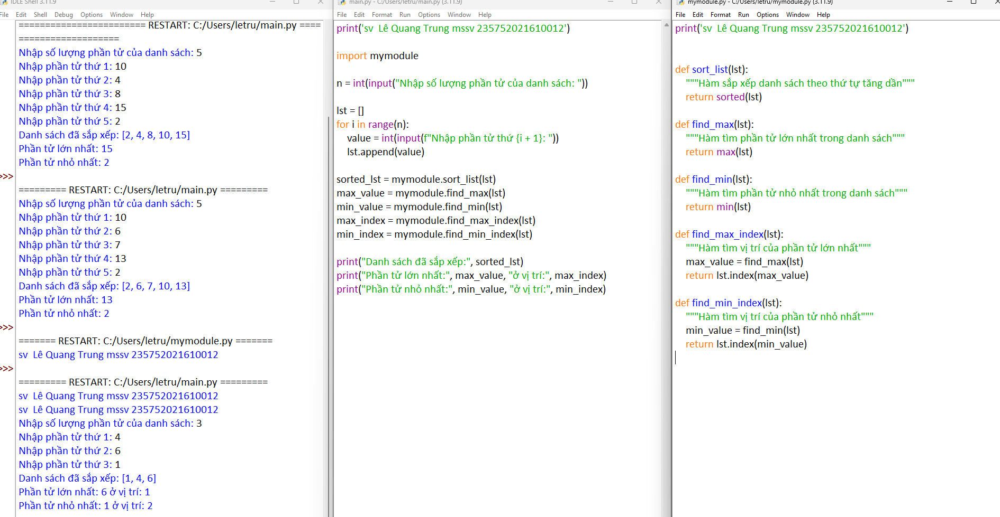 IDLE Shell 3.11.9
File Edit Shell Debug Options Window Help
======================== RESTART: C:/Users/letru/main.py ====
===================
Nhập số lượng phần tử của danh sách: 5
Nhập phần tử thứ 1: 10
Nhập phần tử thứ 2: 4
Nhập phần tử thứ 3: 8
Nhập phần tử thứ 4: 15
Nhập phần tử thứ 5: 2
Danh sách đã sắp xếp: [2, 4, 8, 10, 15]
Phần tử lớn nhất: 15
Phần tử nhỏ nhất: 2
>>>
========= RESTART: C:/Users/letru/main.py =========
Nhập số lượng phần tử của danh sách: 5
Nhập phần tử thứ 1: 10
Nhập phần tử thứ 2: 6
Nhập phần tử thứ 3: 7
Nhập phần tử thứ 4: 13
Nhập phần tử thứ 5: 2
Danh sách đã sắp xếp: [2, 6, 7, 10, 13]
Phần tử lớn nhất: 13
Phần tử nhỏ nhất: 2
>>>
======= RESTART: C:/Users/letru/mymodule.py =======
sv  Lê Quang Trung mssv 235752021610012
>>>
========= RESTART: C:/Users/letru/main.py =========
sv  Lê Quang Trung mssv 235752021610012
sv  Lê Quang Trung mssv 235752021610012
Nhập số lượng phần tử của danh sách: 3
Nhập phần tử thứ 1: 4
Nhập phần tử thứ 2: 6
Nhập phần tử thứ 3: 1
Danh sách đã sắp xếp: [1, 4, 6]
Phần tử lớn nhất: 6 ở vị trí: 1
Phần tử nhỏ nhất: 1 ở vị trí: 2
main.py - C:/Users/letru/main.py (3.11.9)
File Edit Format Run Options Window Help
print('sv  Lê Quang Trung mssv 235752021610012')
import mymodule
n = int(input("Nhập số lượng phần tử của danh sách: "))
lst = []
for i in range(n):
    value = int(input(f"Nhập phần tử thứ {i + 1}: "))
    lst.append(value)
sorted_lst = mymodule.sort_list(lst)
max_value = mymodule.find_max(lst)
min_value = mymodule.find_min(lst)
max_index = mymodule.find_max_index(lst)
min_index = mymodule.find_min_index(lst)
print("Danh sách đã sắp xếp:", sorted_lst)
print("Phần tử lớn nhất:", max_value, "ở vị trí:", max_index)
print("Phần tử nhỏ nhất:", min_value, "ở vị trí:", min_index)
mymodule.py - C:/Users/letru/mymodule.py (3.11.9)
File Edit Format Run Options Window Help
print('sv  Lê Quang Trung mssv 235752021610012')
def sort_list(lst):
    """Hàm sắp xếp danh sách theo thứ tự tăng dần"""
    return sorted(lst)
def find_max(lst):
    """Hàm tìm phần tử lớn nhất trong danh sách"""
    return max(lst)
def find_min(lst):
    """Hàm tìm phần tử nhỏ nhất trong danh sách"""
    return min(lst)
def find_max_index(lst):
    """Hàm tìm vị trí của phần tử lớn nhất"""
    max_value = find_max(lst)
    return lst.index(max_value)
def find_min_index(lst):
    """Hàm tìm vị trí của phần tử nhỏ nhất"""
    min_value = find_min(lst)
    return lst.index(min_value)